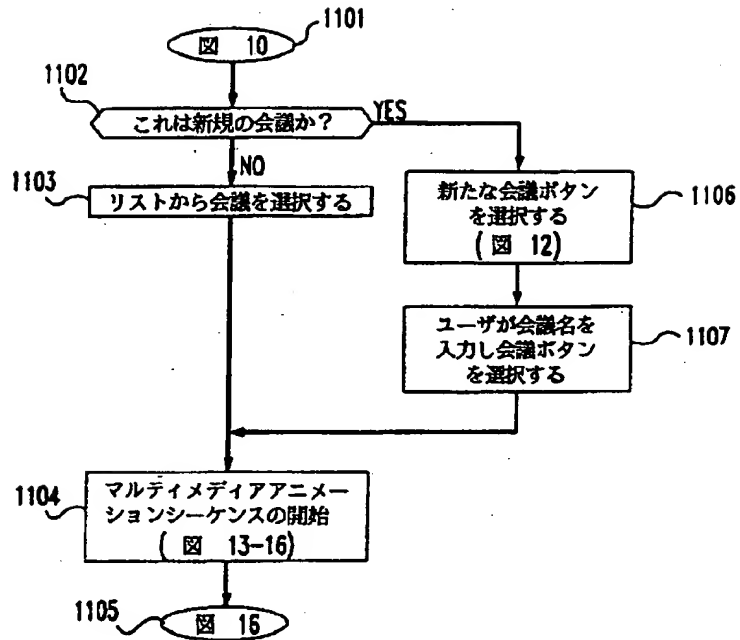 1101
図 10
1102
これは新規の会議か？
YES
NO
1103
リストから会議を選択する
新たな会議ボタン
を選択する
(図 12)
1106
ユーザが会議名を
入力し会議ボタン
を選択する
1107
1104
マルティメディアアニメー
ションシーケンスの開始
(図 13-16)
1105
図 16